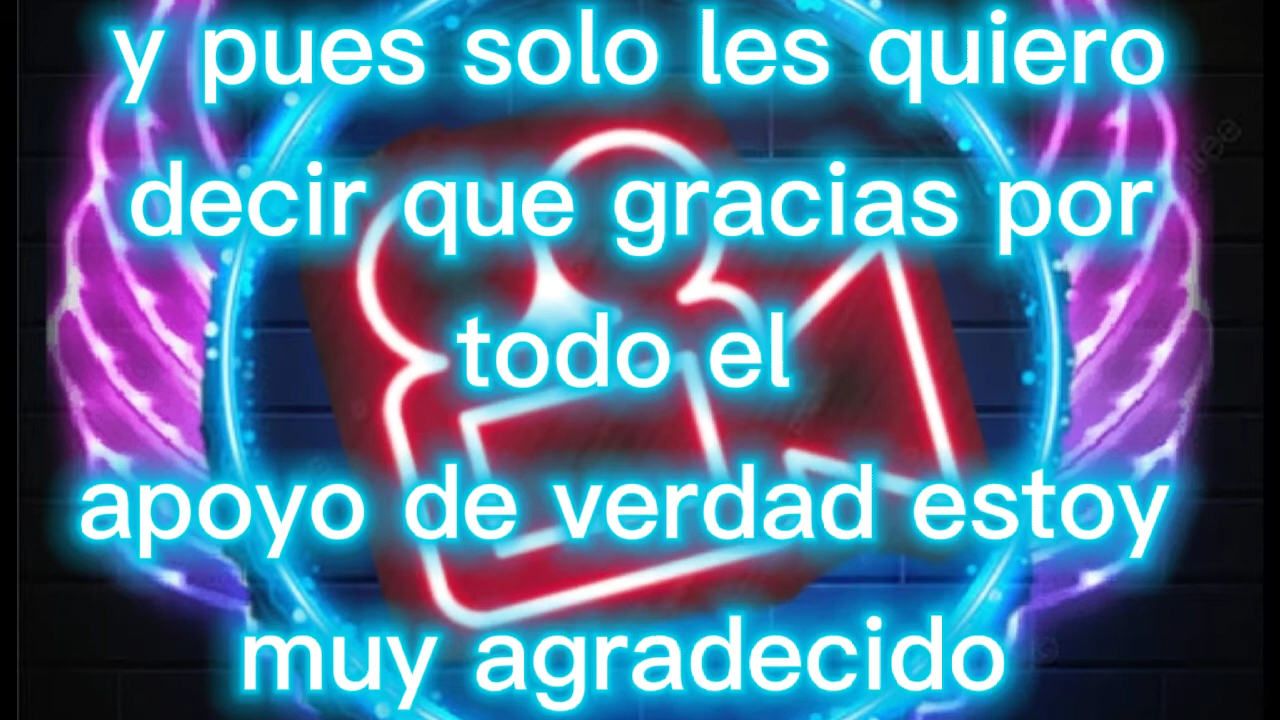 y pues solo les quiero
decir que gracias por
todo el
apoyo de verdad estoy
muy agradecido